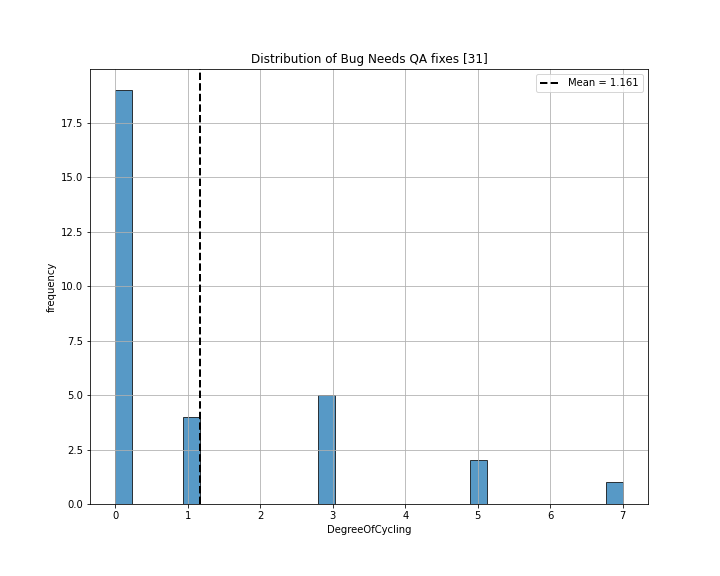 Distribution of Bug Needs QA fixes [31]
Mean = 1.161
17.5
15.0
12.5
10.0
7.5
5.0
2.5
0.0
frequency
0 1 2 3 4 5 6 7
DegreeOfCycling